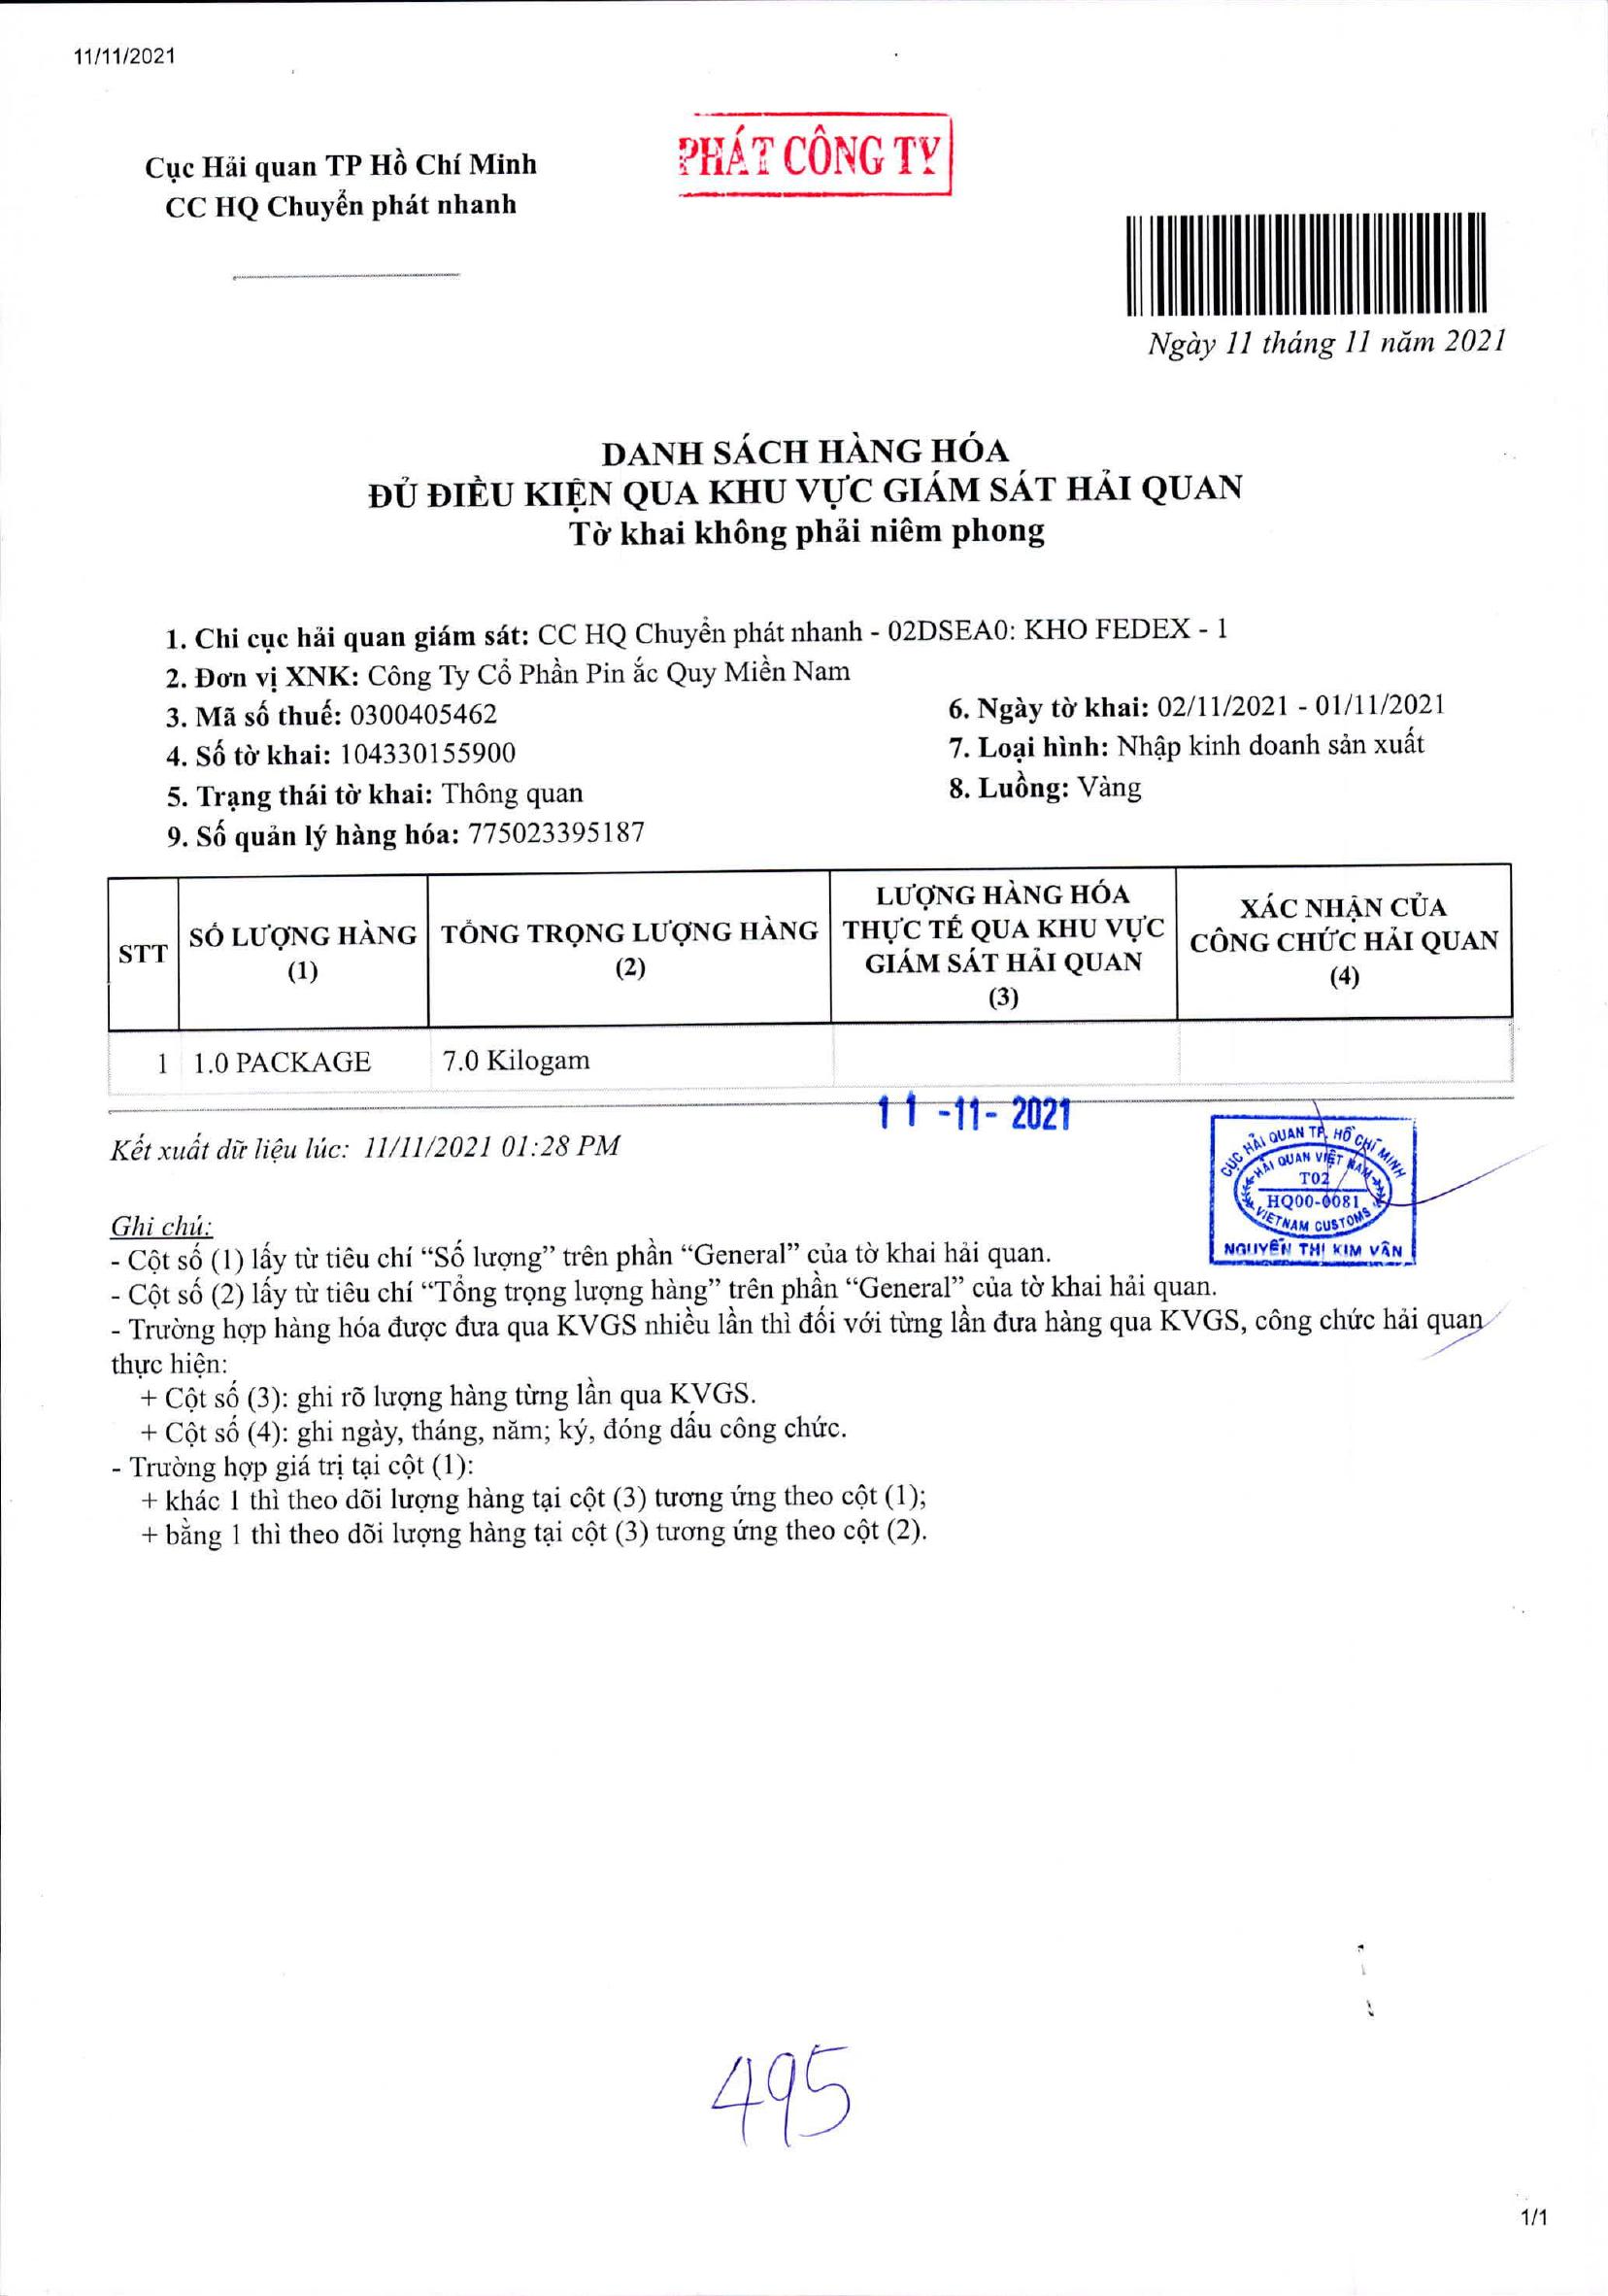 11/11/2021
Cục Hải quan TP Hồ Chí Minh
CC HQ Chuyển phát nhanh
PHÁT CÔNG TY
Ngày 11 tháng 11 năm 2021
DANH SÁCH HÀNG HÓA
ĐỦ ĐIỀU KIỆN QUA KHU VỰC GIÁM SÁT HẢI QUAN
Tờ khai không phải niêm phong
1. Chi cục hải quan giám sát: CC HQ Chuyển phát nhanh - 02DSEA0: KHO FEDEX - 1
2. Đơn vị XNK: Công Ty Cổ Phần Pin ắc Quy Miền Nam
3. Mã số thuế: 0300405462
6. Ngày tờ khai: 02/11/2021 - 01/11/2021
4. Số tờ khai: 104330155900
7. Loại hình: Nhập kinh doanh sản xuất
5. Trạng thái tờ khai: Thông quan
8. Luồng: Vàng
9. Số quản lý hàng hóa: 775023395187
STT
SỐ LƯỢNG HÀNG
(1)
TỔNG TRỌNG LƯỢNG HÀNG
(2)
LƯỢNG HÀNG HÓA
THỰC TẾ QUA KHU VỰC
GIÁM SÁT HẢI QUAN
(3)
XÁC NHẬN CỦA
CÔNG CHỨC HẢI QUAN
(4)
1 1.0 PACKAGE 7.0 Kilogam
11 -11- 2021
Kết xuất dữ liệu lúc: 11/11/2021 01:28 PM
CỤC HẢI QUAN TP. HỒ CHÍ MINH
HẢI QUAN VIỆT NAM
T02
HQ00-0081
VIETNAM CUSTOMS
NGUYỄN THỊ KIM VÂN
Ghi chú:
- Cột số (1) lấy từ tiêu chí “Số lượng” trên phần “General” của tờ khai hải quan.
- Cột số (2) lấy từ tiêu chí “Tổng trọng lượng hàng” trên phần “General” của tờ khai hải quan.
- Trường hợp hàng hóa được đưa qua KVGS nhiều lần thì đối với từng lần đưa hàng qua KVGS, công chức hải quan
thực hiện:
+ Cột số (3): ghi rõ lượng hàng từng lần qua KVGS.
+ Cột số (4): ghi ngày, tháng, năm; ký, đóng dấu công chức.
- Trường hợp giá trị tại cột (1):
+ khác 1 thì theo dõi lượng hàng tại cột (3) tương ứng theo cột (1);
+ bằng 1 thì theo dõi lượng hàng tại cột (3) tương ứng theo cột (2).
495
1/1